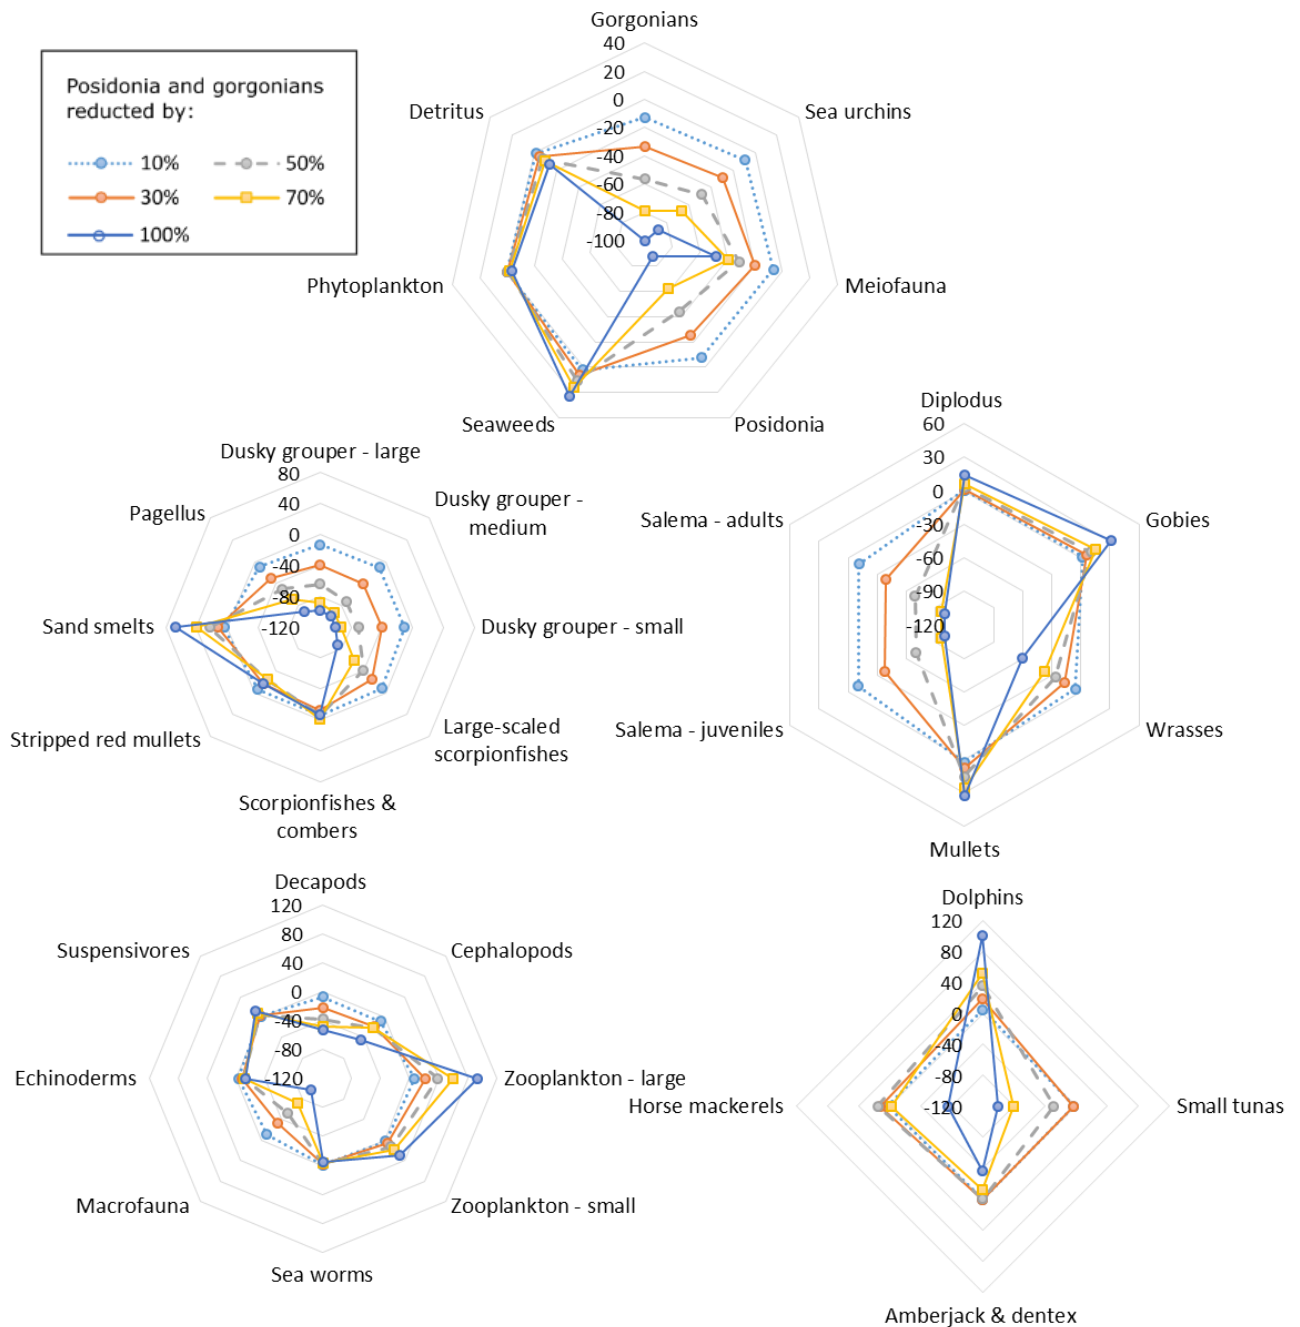 Gorgonians
40
20
0
-20
-40
-60
-80
-100
Posidonia and gorgonians
reducted by:
10%
50%
30%
70%
100%
Detritus
Sea urchins
Phytoplankton
Meiofauna
Seaweeds
Posidonia
Dusky grouper - large
80
40
0
-40
-80
-120
Pagellus
Dusky grouper -
medium
Sand smelts
Dusky grouper - small
Stripped red mullets
Large-scaled
scorpionfishes
Scorpionfishes &
combers
Diplodus
60
30
0
-30
-60
-90
-120
Salema - adults
Gobies
Salema - juveniles
Wrasses
Mullets
Decapods
120
80
40
0
-40
-80
-120
Suspensivores
Cephalopods
Echinoderms
Zooplankton - large
Macrofauna
Zooplankton - small
Sea worms
Dolphins
120
80
40
0
-40
-80
-120
Horse mackerels
Small tunas
Amberjack & dentex